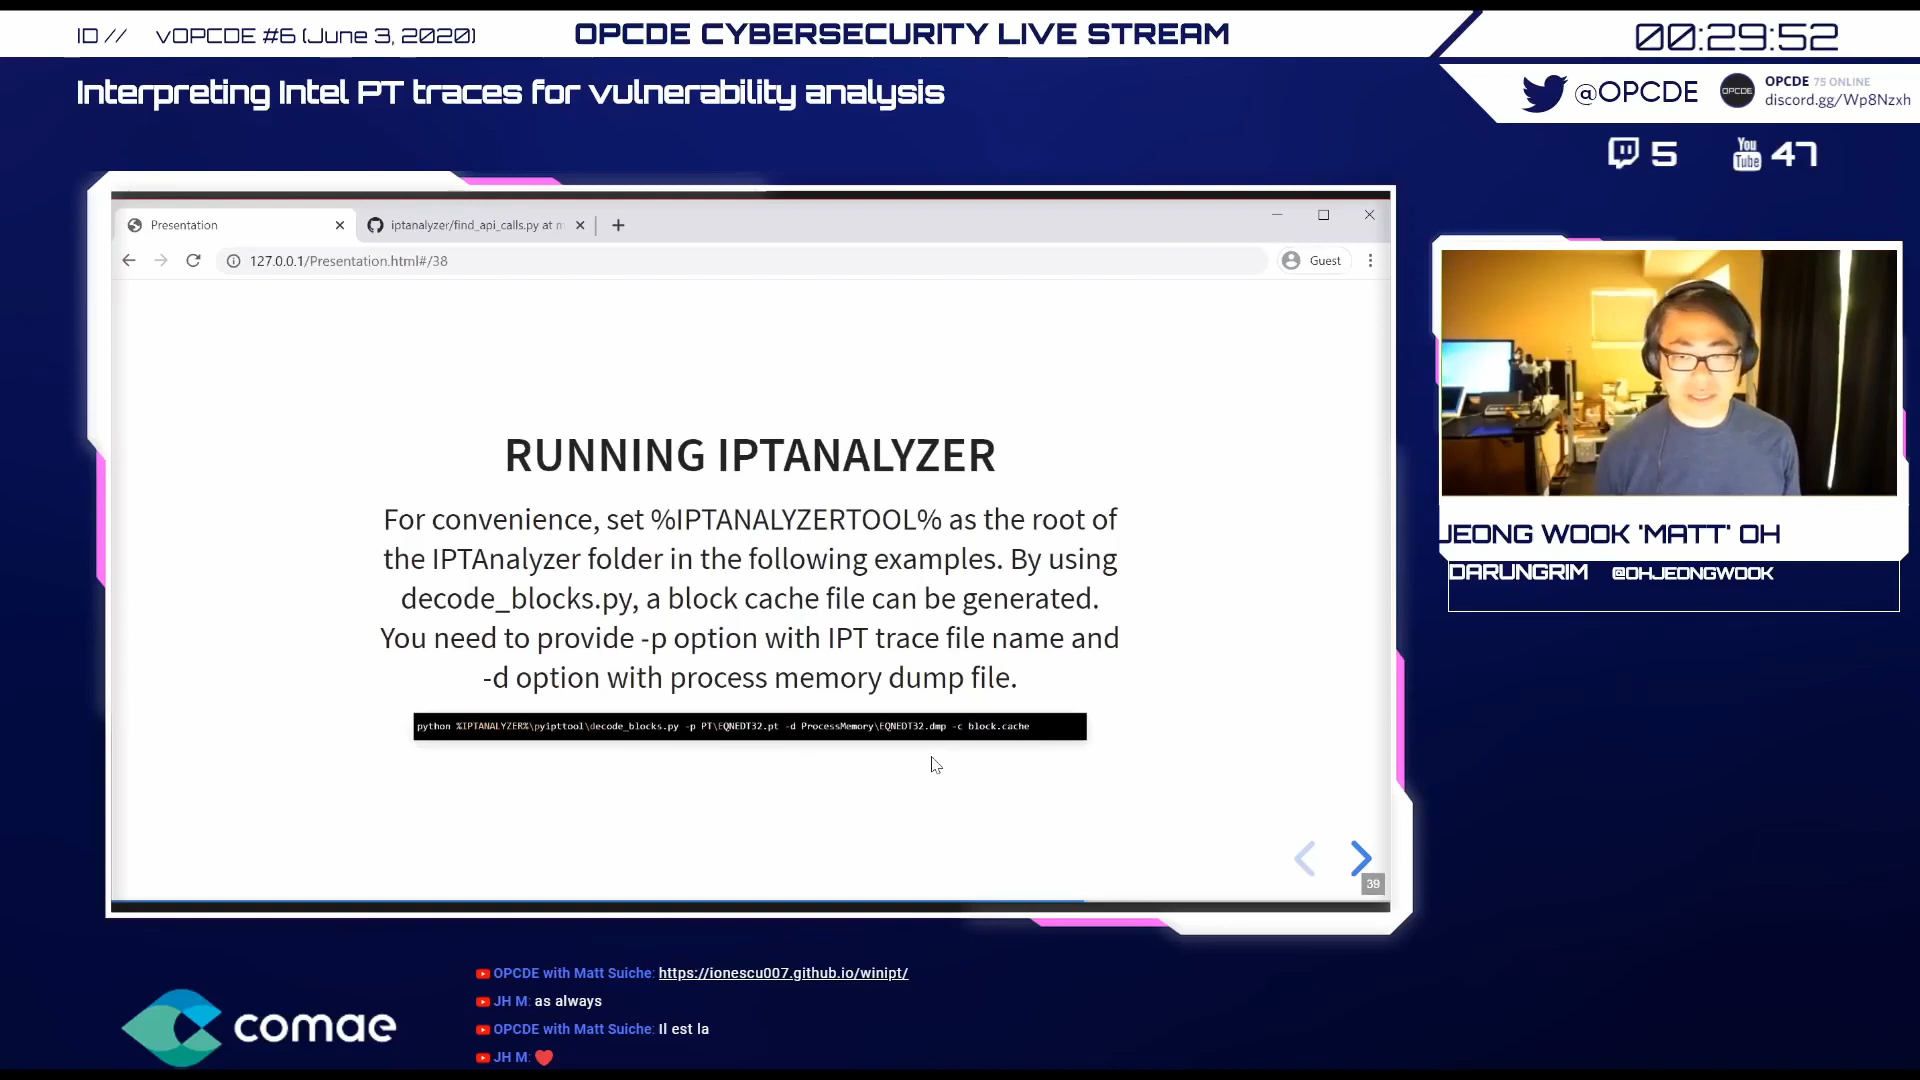 ID // vOPCDE #6 (June 3, 2020)
OPCDE CYBERSECURITY LIVE STREAM
00:29:52
Interpreting Intel PT traces for vulnerability analysis
@OPCDE
OPCDE
OPCDE 75 ONLINE
discord.gg/Wp8Nzxh
5
You Tube 47
Presentation
iptanalyzer/find_api_calls.py at m
127.0.0.1/Presentation.html#/38
Guest
RUNNING IPTANALYZER
For convenience, set %IPTANALYZERTOOL% as the root of
the IPTAnalyzer folder in the following examples. By using
decode_blocks.py, a block cache file can be generated.
You need to provide -p option with IPT trace file name and
-d option with process memory dump file.
python %IPTANALYZER%\pyipttool\decode_blocks.py -p PT\EQNEDT32.pt -d ProcessMemory\EQNEDT32.dmp -c block.cache
39
JEONG WOOK 'MATT' OH
DARUNGRIM @OHJEONGWOOK
OPCDE with Matt Suiche: https://ionescu007.github.io/winipt/
JH M: as always
OPCDE with Matt Suiche: Il est la
JH M: ❤
comae